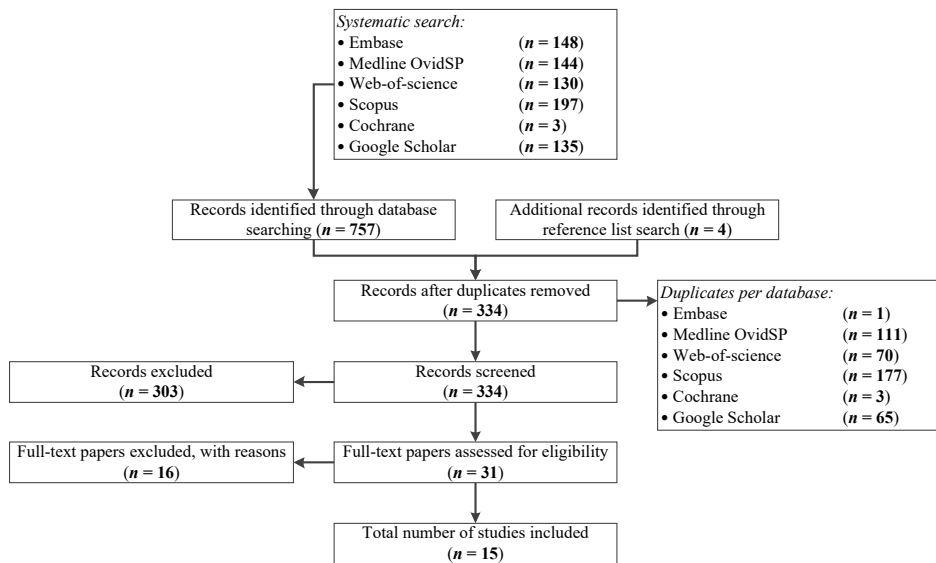 Systematic search:
• Embase (n = 148)
• Medline OvidSP (n = 144)
• Web-of-science (n = 130)
• Scopus (n = 197)
• Cochrane (n = 3)
• Google Scholar (n = 135)
Records identified through database
searching (n = 757)
Additional records identified through
reference list search (n = 4)
Records after duplicates removed
(n = 334)
Duplicates per database:
• Embase (n = 1)
• Medline OvidSP (n = 111)
• Web-of-science (n = 70)
• Scopus (n = 177)
• Cochrane (n = 3)
• Google Scholar (n = 65)
Records excluded
(n = 303)
Records screened
(n = 334)
Full-text papers excluded, with reasons
(n = 16)
Full-text papers assessed for eligibility
(n = 31)
Total number of studies included
(n = 15)